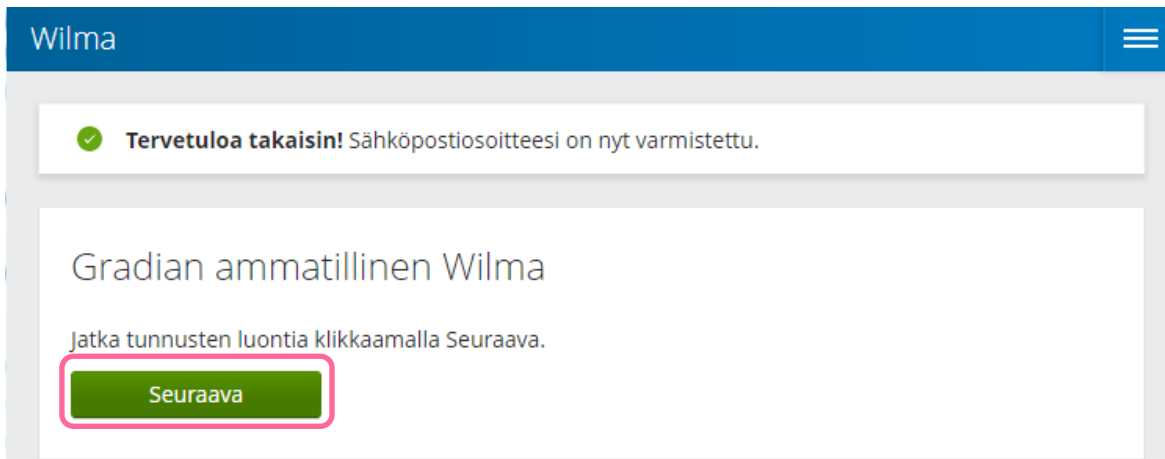 Wilma
Tervetuloa takaisin! Sähköpostiosoitteesi on nyt varmistettu.
Gradian ammatillinen Wilma
Jatka tunnusten luontia klikkaamalla Seuraava.
Seuraava